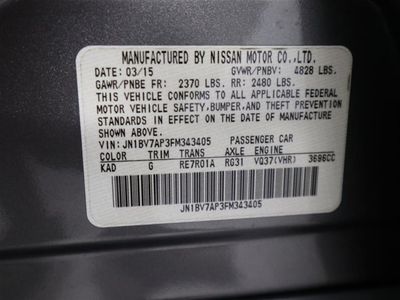 MANUFACTURED BY NISSAN MOTOR CO.,LTD.
DATE: 03/15 GVWR/PNBV: 4828 LBS.
GAWR/PNBE FR: 2370 LBS. RR: 2480 LBS.
THIS VEHICLE CONFORMS TO ALL APPLICABLE FEDERAL
MOTOR VEHICLE SAFETY,BUMPER,AND THEFT PREVENTION
STANDARDS IN EFFECT ON THE DATE OF MANUFACTURE
SHOWN ABOVE.
VIN: JN1BV7AP3FM343405 PASSENGER CAR
COLOR TRIM TRANS AXLE ENGINE
KAD G RE7R01A RG31 VQ37(VHR) 3696CC
JN1BV7AP3FM343405